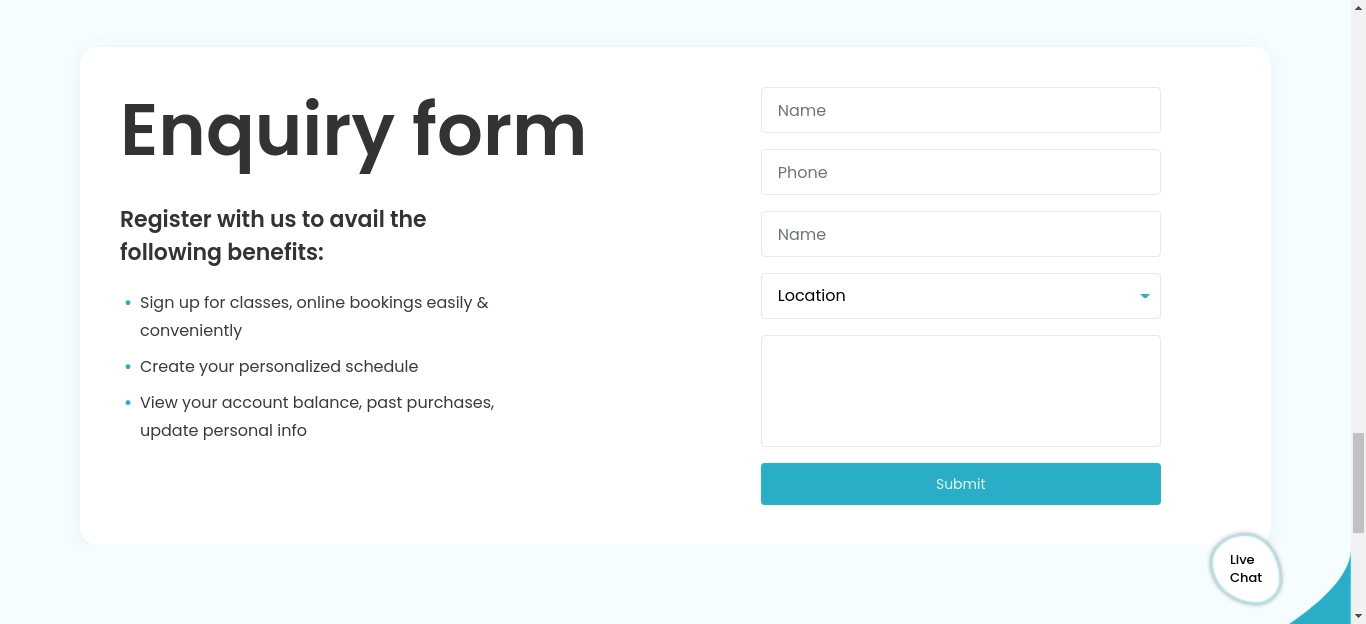 Enquiry form
Register with us to avail the
following benefits:
Sign up for classes, online bookings easily &
conveniently
Create your personalized schedule
View your account balance, past purchases,
update personal info
Name
Phone
Name
Location
Submit
Live
Chat